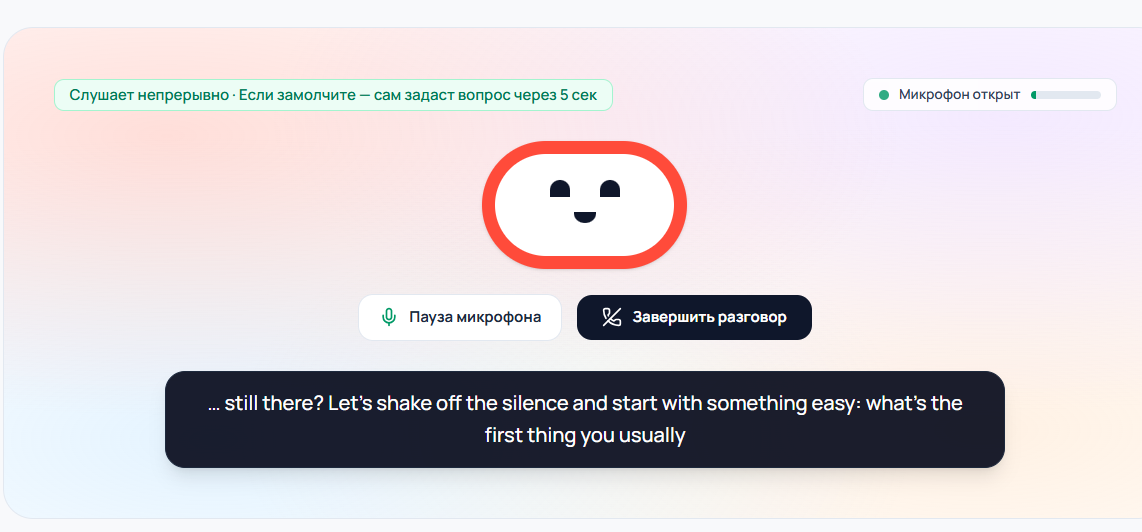 Слушает непрерывно · Если замолчите — сам задаст вопрос через 5 сек
Микрофон открыт
Пауза микрофона
Завершить разговор
... still there? Let's shake off the silence and start with something easy: what's the
first thing you usually